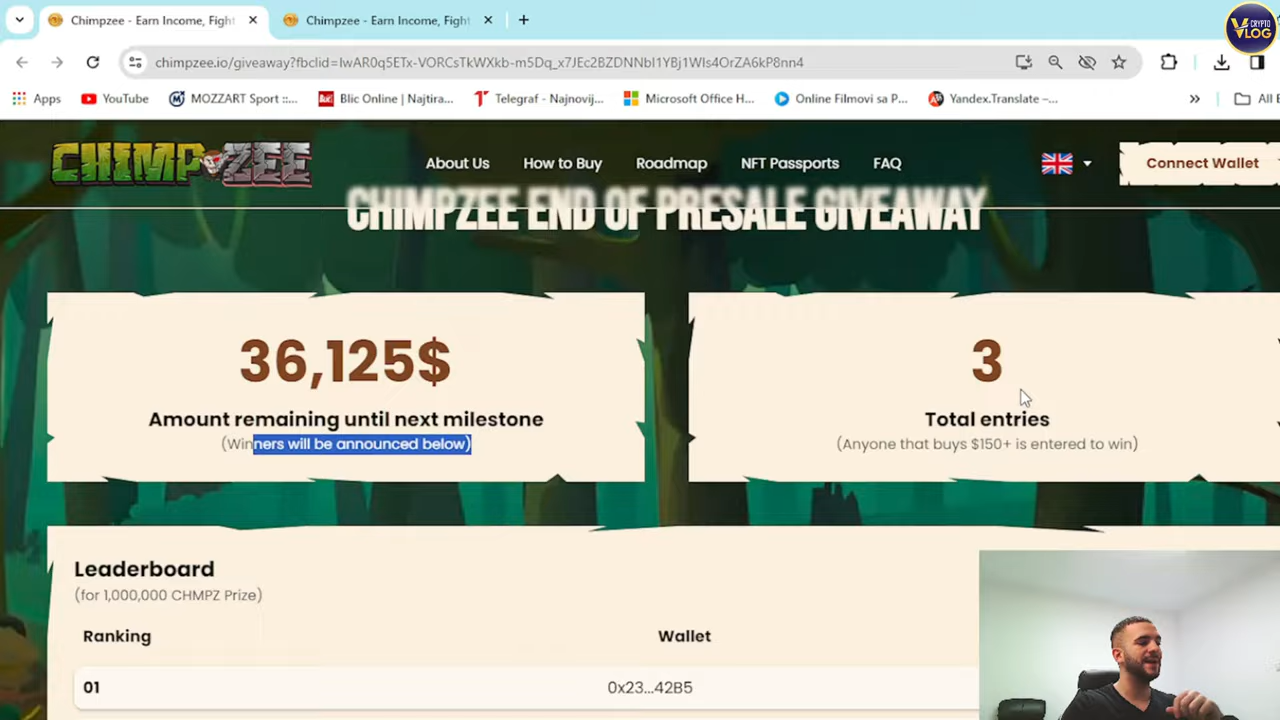 Chimpzee - Earn Income, Fight
Chimpzee - Earn Income, Fight
CRYPTO
VLOG
chimpzee.io/giveaway?fbclid=IwAR0q5ETx-VORCsTsWXkb-m5Dq_x7JEc2BZDNNbI1YBj1WIs4OrZA6kP8nn4
Apps
YouTube
MOZZART Sport ::...
Blic Online | Najtira...
Telegraf - Najnovij...
Microsoft Office H...
Online Filmovi sa P...
Yandex.Translate –...
»
All
CHIMPZEE
About Us
How to Buy
Roadmap
NFT Passports
FAQ
Connect Wallet
CHIMPZEE END OF PRESALE GIVEAWAY
36,125$
Amount remaining until next milestone
(Winners will be announced below)
3
Total entries
(Anyone that buys $150+ is entered to win)
Leaderboard
(for 1,000,000 CHMPZ Prize)
Ranking
Wallet
01
0x23...42B5